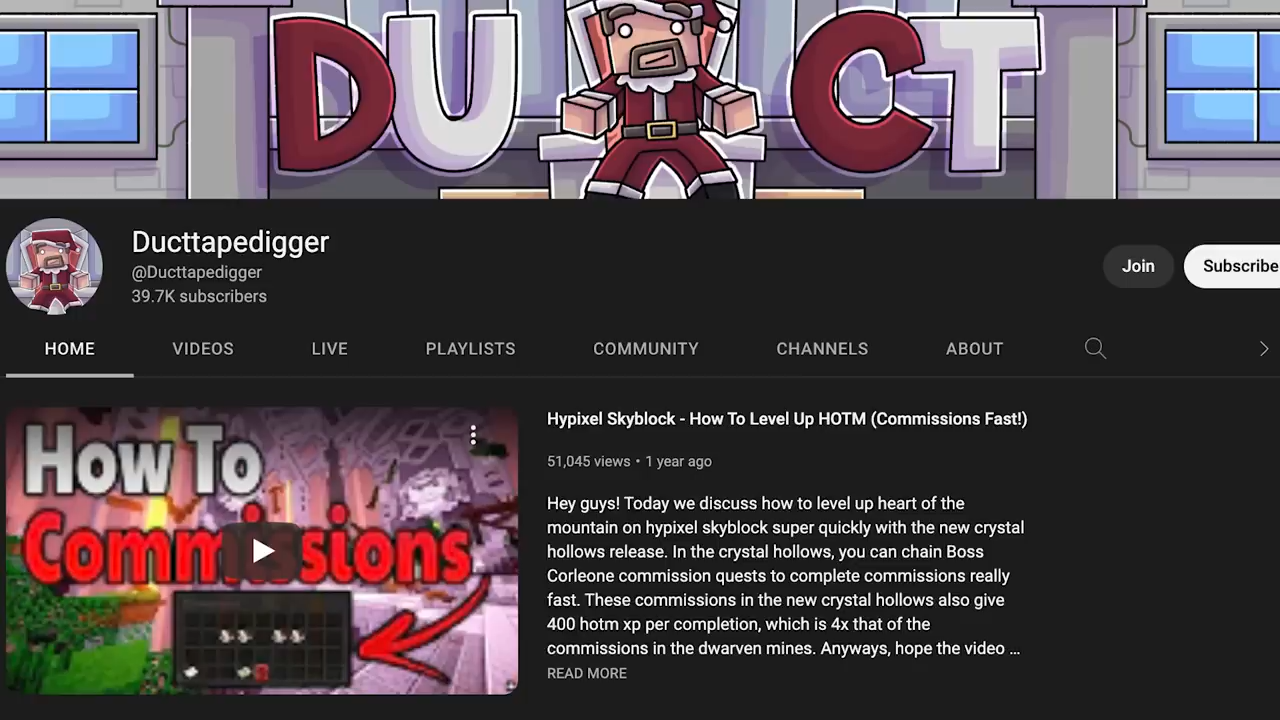 DUCT
Ducttapedigger
@Ducttapedigger
39.7K subscribers
Join
Subscribe
HOME
VIDEOS
LIVE
PLAYLISTS
COMMUNITY
CHANNELS
ABOUT
How To
Commissions
Hypixel Skyblock - How To Level Up HOTM (Commissions Fast!)
51,045 views • 1 year ago
Hey guys! Today we discuss how to level up heart of the
mountain on hypixel skyblock super quickly with the new crystal
hollows release. In the crystal hollows, you can chain Boss
Corleone commission quests to complete commissions really
fast. These commissions in the new crystal hollows also give
400 hotm xp per completion, which is 4x that of the
commissions in the dwarven mines. Anyways, hope the video ...
READ MORE